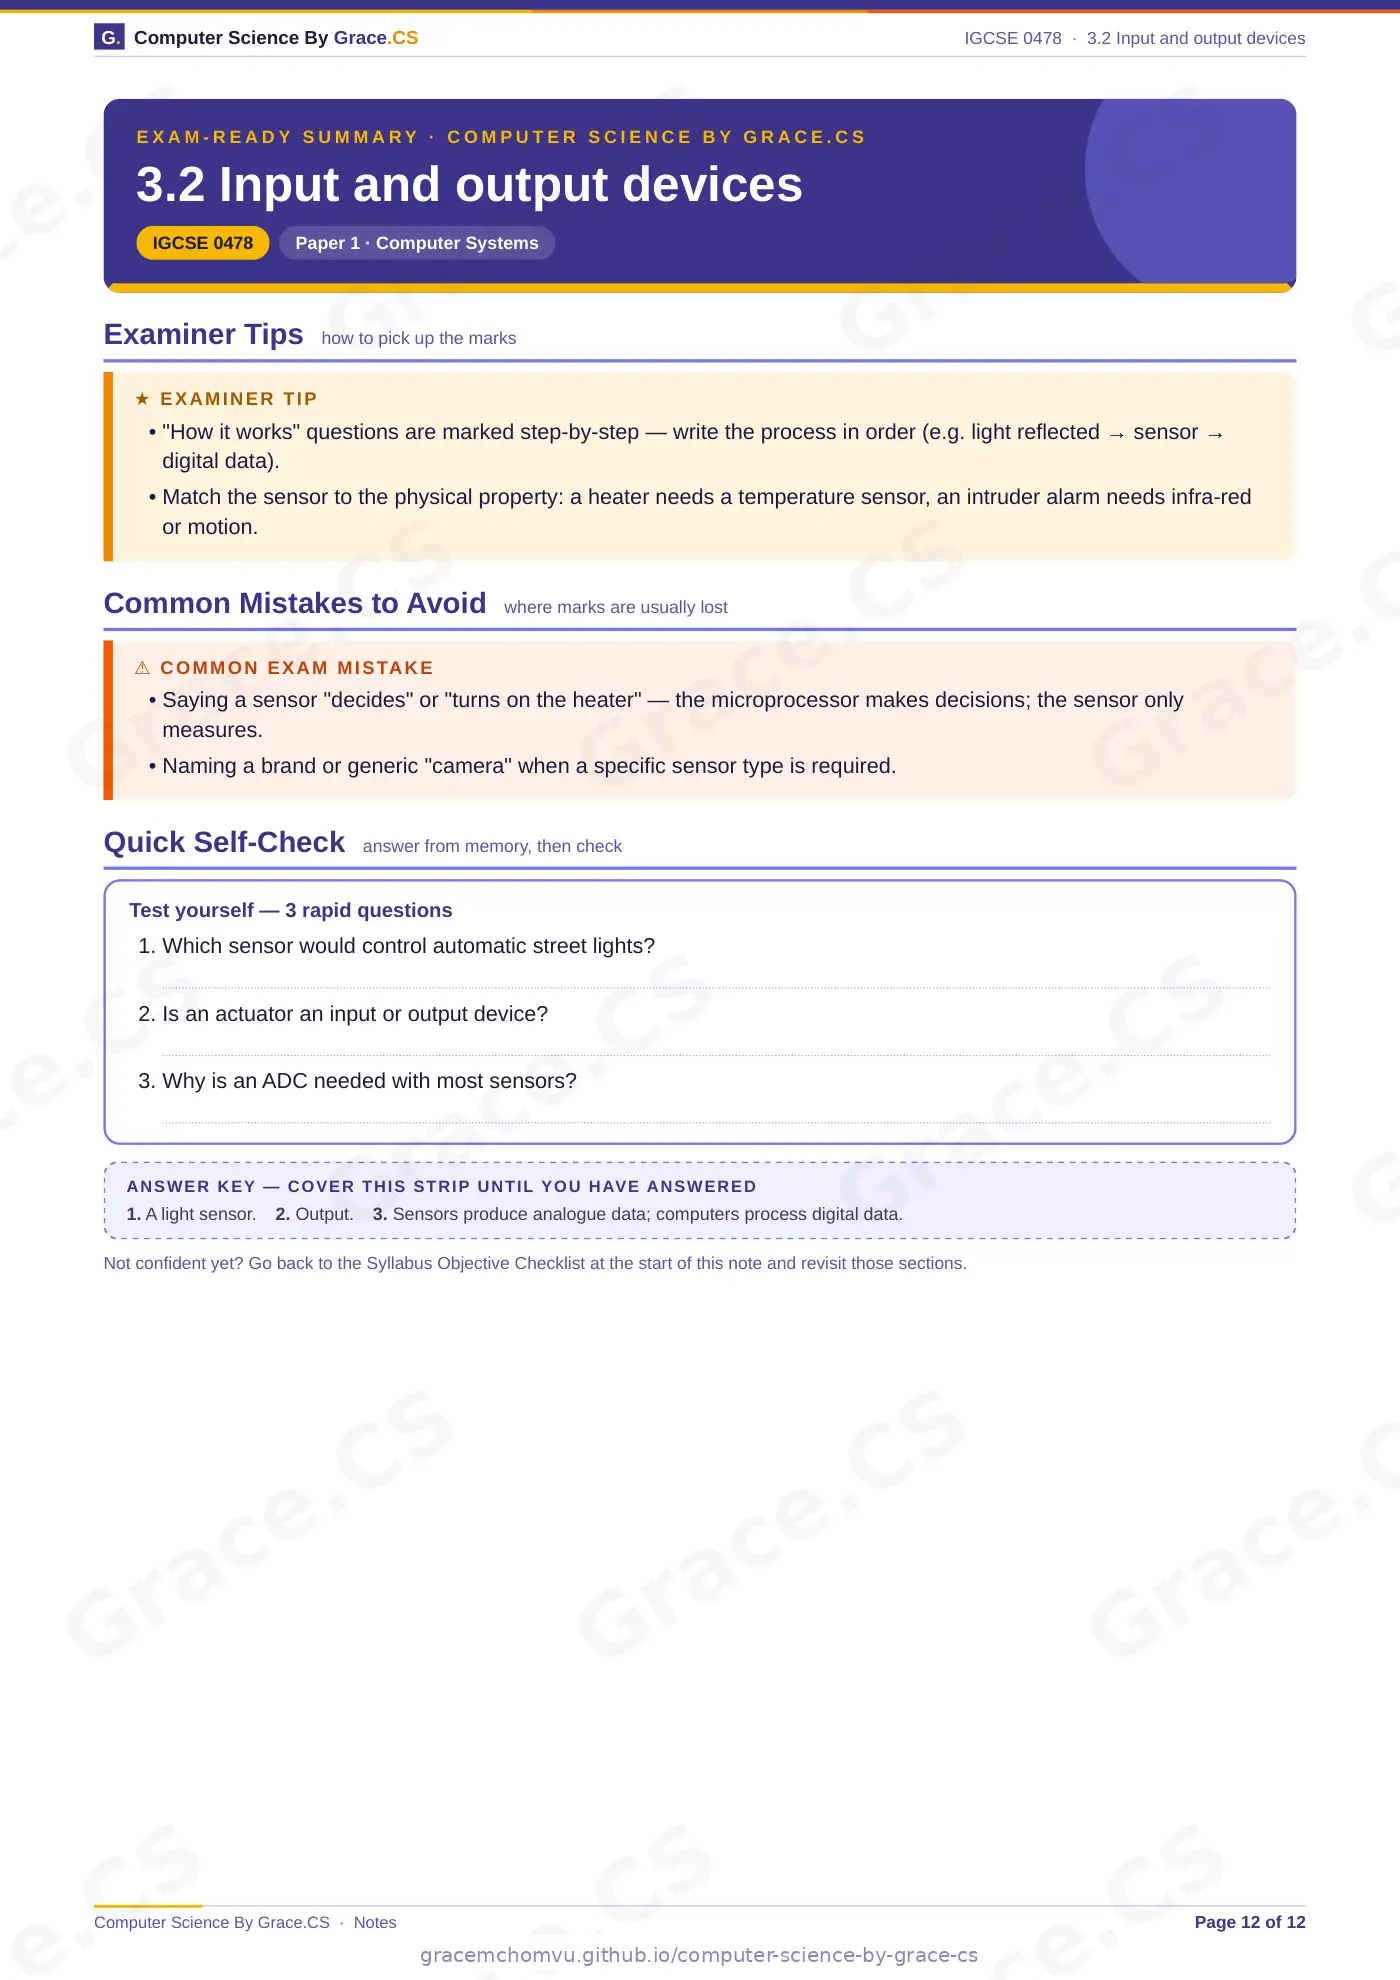 G. Computer Science By Grace.CS
IGCSE 0478 · 3.2 Input and output devices
EXAM-READY SUMMARY · COMPUTER SCIENCE BY GRACE.CS
3.2 Input and output devices
IGCSE 0478 Paper 1 · Computer Systems
Examiner Tips how to pick up the marks
★ EXAMINER TIP
• "How it works" questions are marked step-by-step — write the process in order (e.g. light reflected → sensor →
digital data).
• Match the sensor to the physical property: a heater needs a temperature sensor, an intruder alarm needs infra-red
or motion.
Common Mistakes to Avoid where marks are usually lost
⚠ COMMON EXAM MISTAKE
• Saying a sensor "decides" or "turns on the heater" — the microprocessor makes decisions; the sensor only
measures.
• Naming a brand or generic "camera" when a specific sensor type is required.
Quick Self-Check answer from memory, then check
Test yourself — 3 rapid questions
1. Which sensor would control automatic street lights?
2. Is an actuator an input or output device?
3. Why is an ADC needed with most sensors?
ANSWER KEY — COVER THIS STRIP UNTIL YOU HAVE ANSWERED
1. A light sensor. 2. Output. 3. Sensors produce analogue data; computers process digital data.
Not confident yet? Go back to the Syllabus Objective Checklist at the start of this note and revisit those sections.
Computer Science By Grace.CS · Notes
Page 12 of 12
gracemchomvu.github.io/computer-science-by-grace-cs